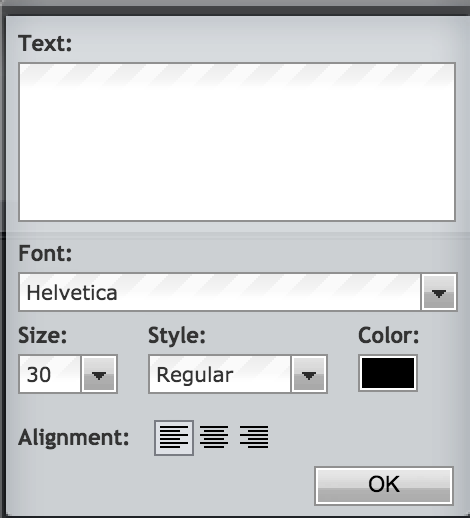 Text:
Font:
Helvetica
Size: Style: Color:
30 Regular
Alignment:
OK